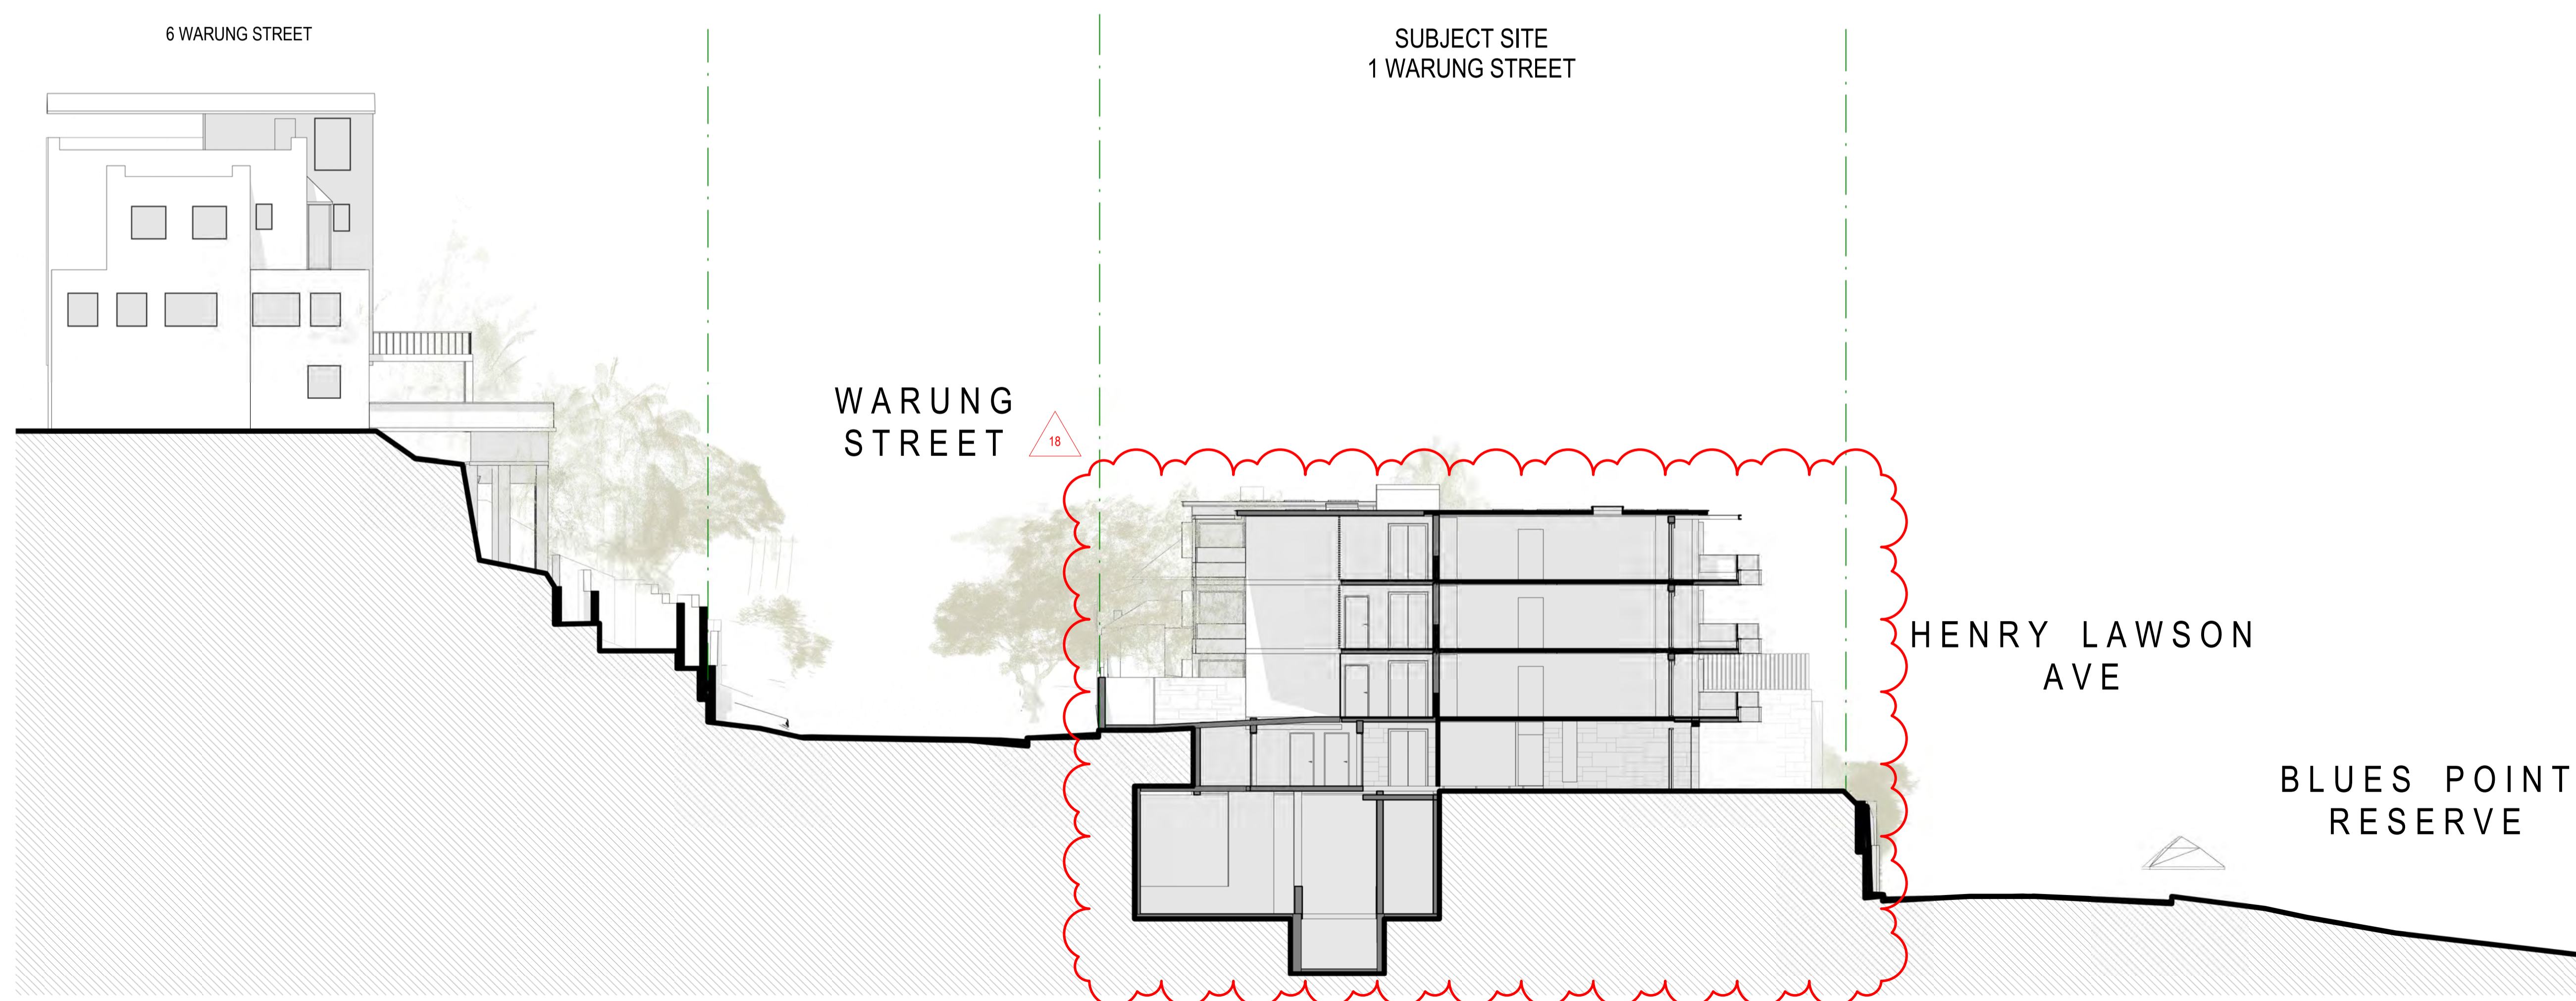 6 WARUNG STREET
SUBJECT SITE
1 WARUNG STREET
WARUNG
STREET
18
HENRY LAWSON
AVE
BLUES POINT
RESERVE